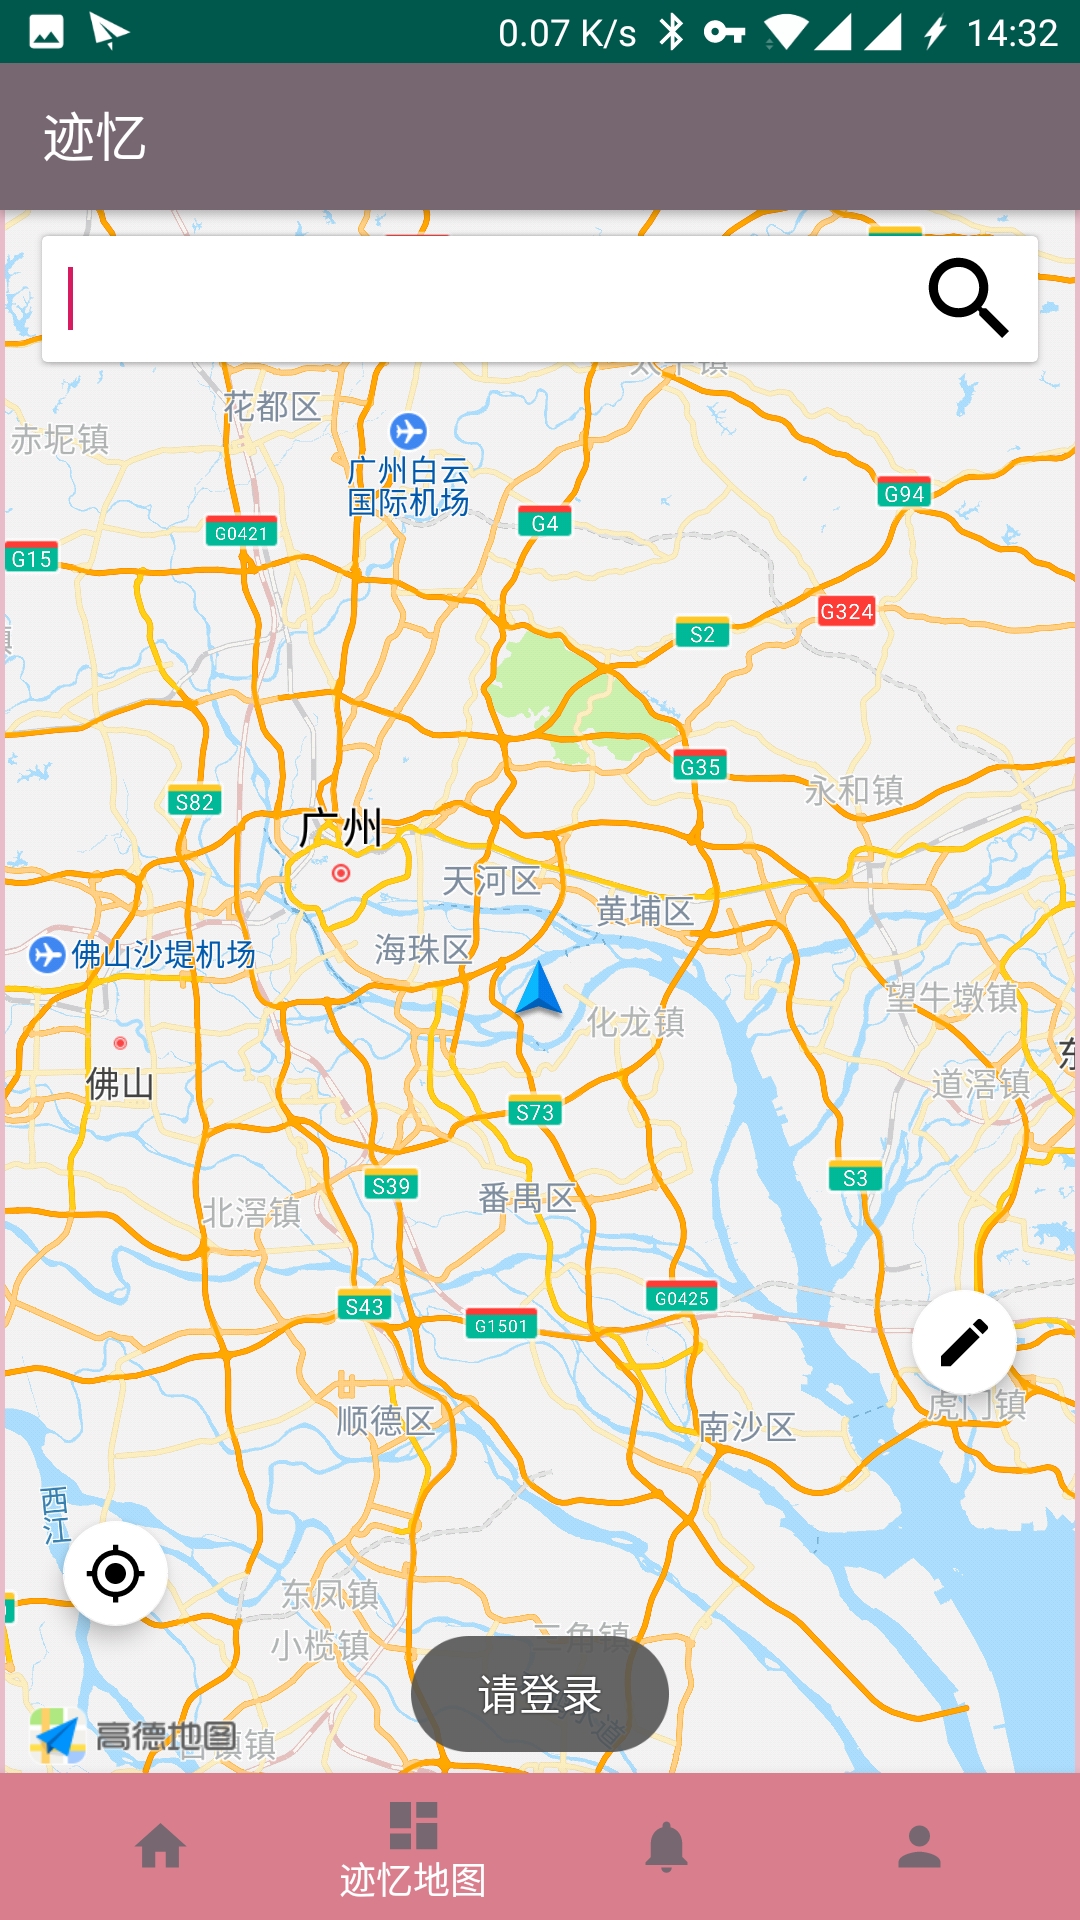 0.07 K/s 14:32
迹忆
花都区
赤坭镇
广州白云
国际机场
G94
G4
G0421
G15
G324
S2
G35
永和镇
S82
广州
天河区
黄埔区
海珠区
佛山沙堤机场
望牛墩镇
化龙镇
佛山
道滘镇
S73
S3
S39
番禺区
北滘镇
G0425
S43
G1501
虎门镇
顺德区
南沙区
西江
东凤镇
三角镇
小榄镇
请登录
高德地图
迹忆地图